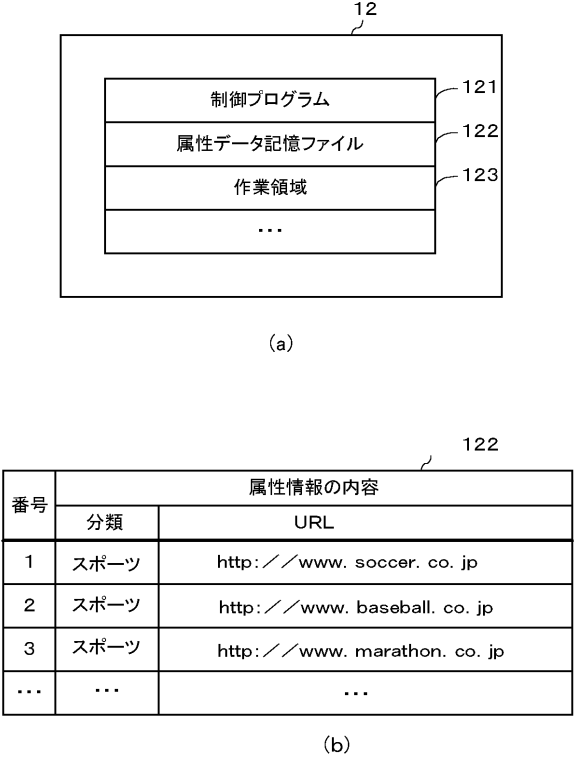 12
制御プログラム 121
属性データ記憶ファイル 122
作業領域 123
・・・
(a)
122
番号 属性情報の内容
分類 URL
1 スポーツ http：／／www．soccer．co．jp
2 スポーツ http：／／www．baseball．co．jp
3 スポーツ http：／／www．marathon．co．jp
・・・ ・・・ ・・・
(b)